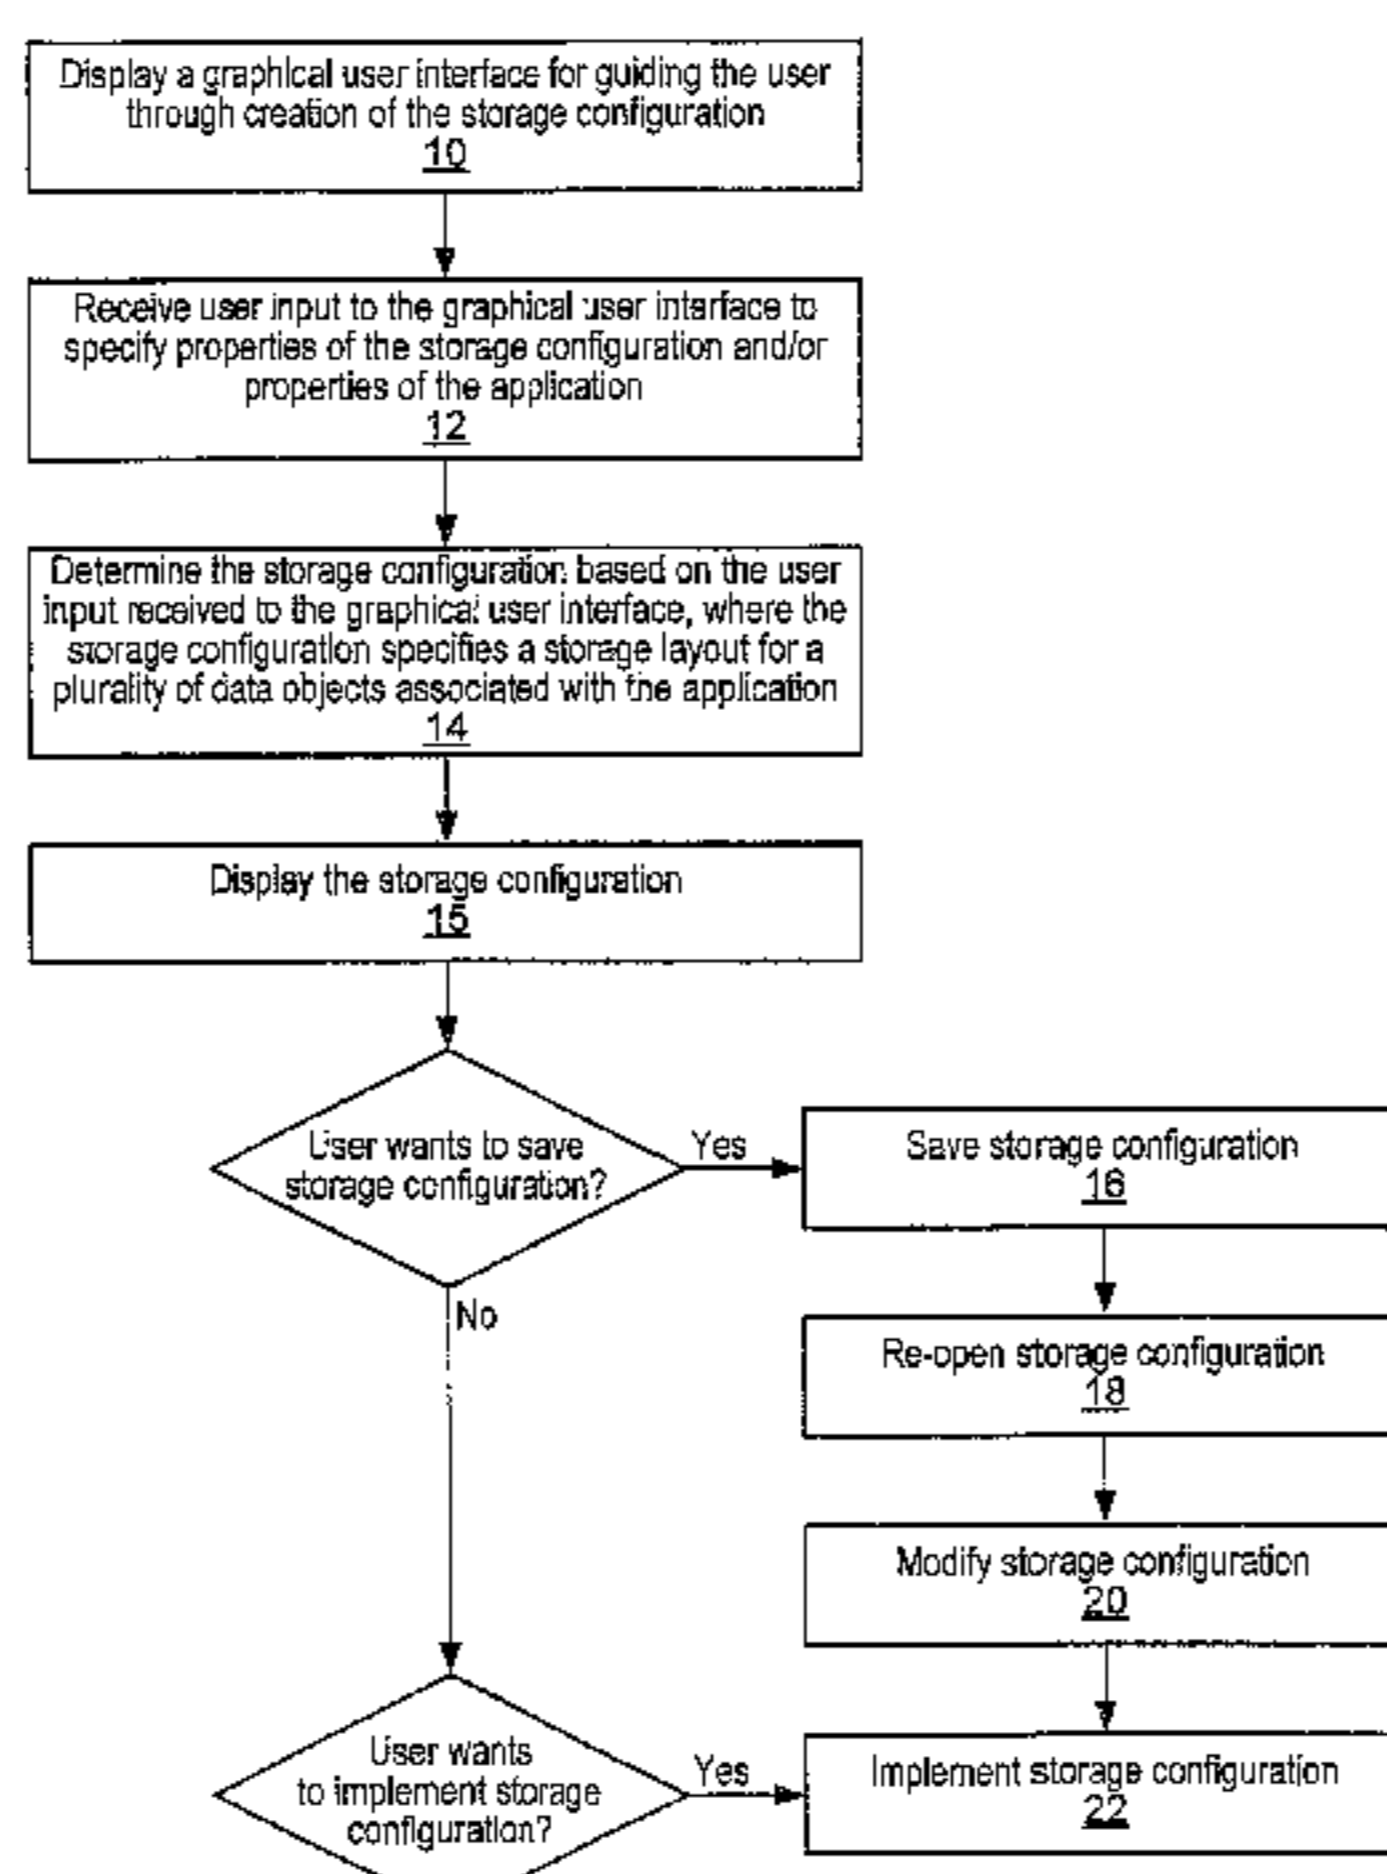 Display a graphical user interface for guiding the user
through creation of the storage configuration
10
Receive user input to the graphical user interface to
specify properties of the storage configuration and/or
properties of the application
12
Determine the storage configuration based on the user
input received to the graphical user interface, where the
storage configuration specifies a storage layout for a
plurality of data objects associated with the application
14
Display the storage configuration
15
User wants to save
storage configuration?
Yes
Save storage configuration
16
No
Re-open storage configuration
18
Modify storage configuration
20
User wants
to implement storage
configuration?
Yes
Implement storage configuration
22